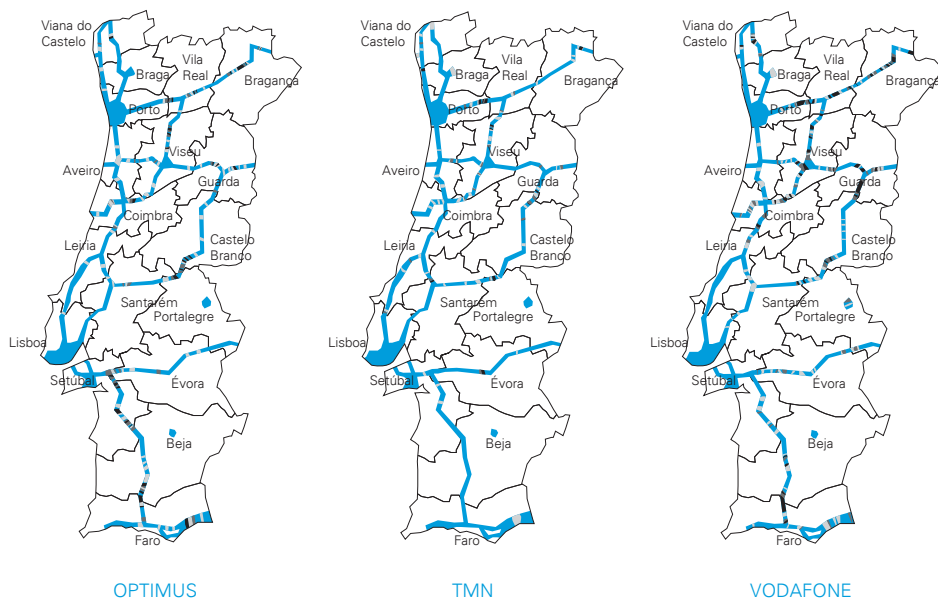 Viana do
Castelo
Braga
Vila
Real
Bragança
Porto
Aveiro
Viseu
Guarda
Coimbra
Leiria
Castelo
Branco
Santarém
Portalegre
Lisboa
Setúbal
Évora
Beja
Faro
OPTIMUS
Viana do
Castelo
Braga
Vila
Real
Bragança
Porto
Aveiro
Viseu
Guarda
Coimbra
Leiria
Castelo
Branco
Santarém
Portalegre
Lisboa
Setúbal
Évora
Beja
Faro
TMN
Viana do
Castelo
Braga
Vila
Real
Bragança
Porto
Aveiro
Viseu
Guarda
Coimbra
Leiria
Castelo
Branco
Santarém
Portalegre
Lisboa
Setúbal
Évora
Beja
Faro
VODAFONE